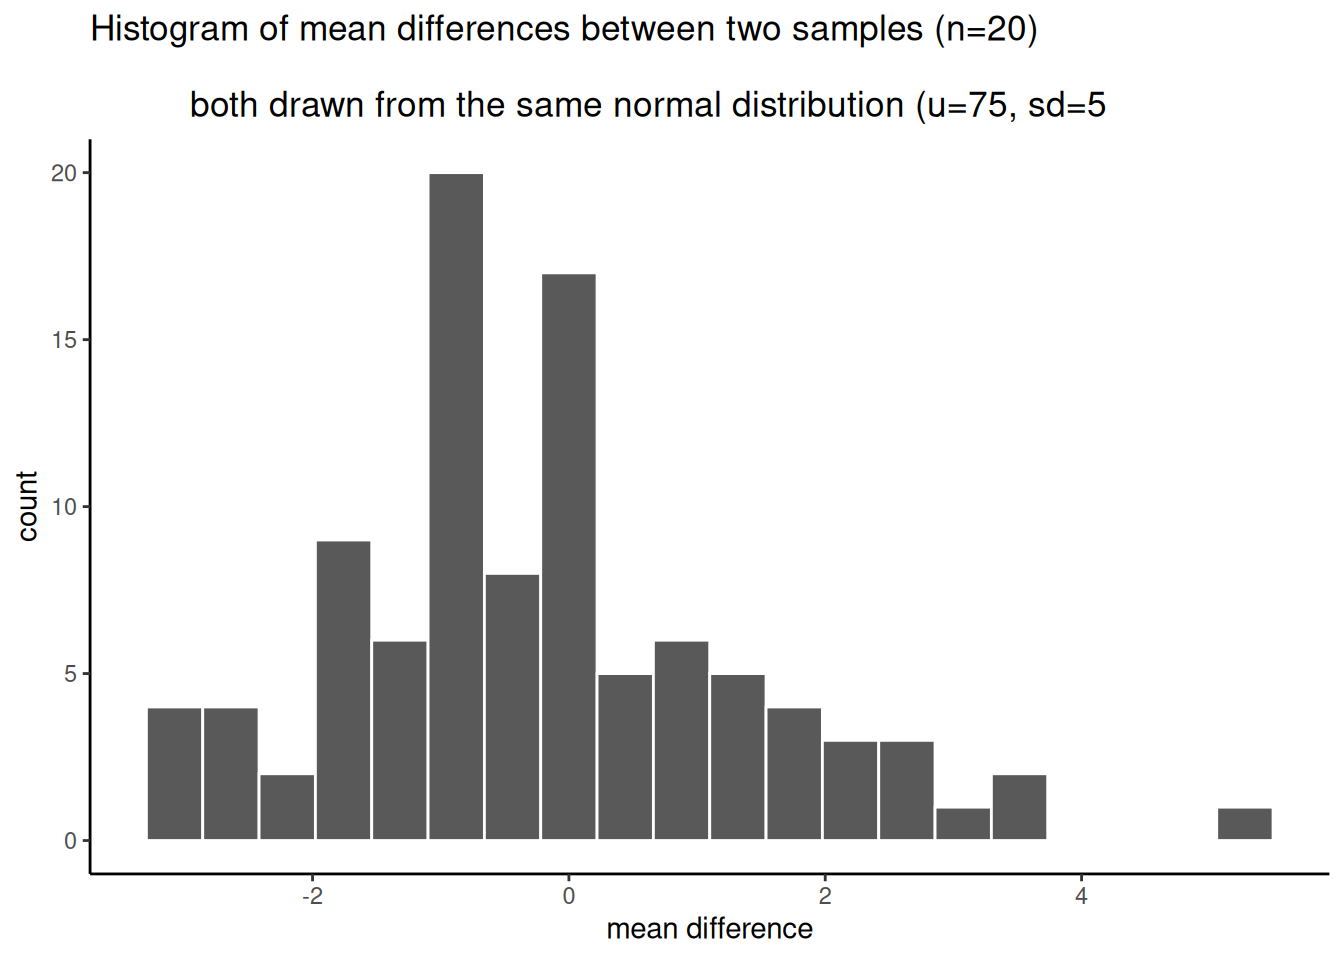 Histogram of mean differences between two samples (n=20)
both drawn from the same normal distribution (u=75, sd=5
20
15
10
5
0
count
-2 0 2 4
mean difference